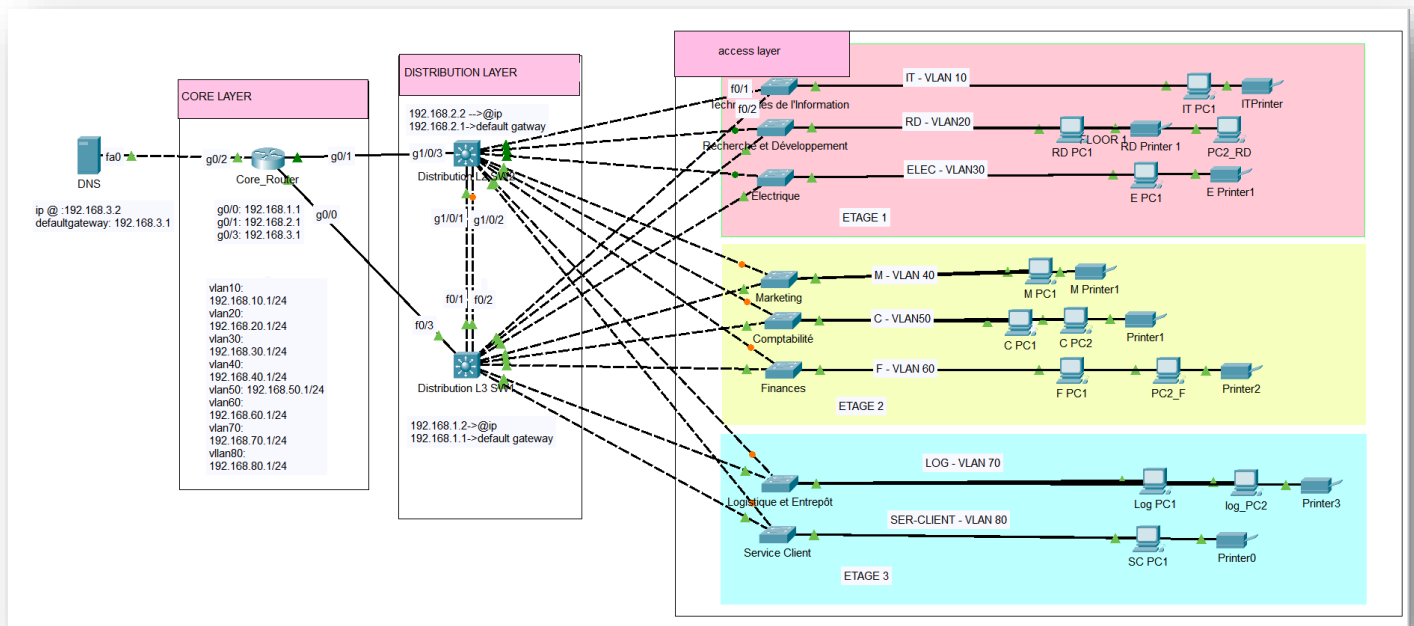 CORE LAYER
DNS
fa0
ip @ :192.168.3.2
defaultgateway: 192.168.3.1
g0/2
Core_Router
g0/1
g0/0
g0/0: 192.168.1.1
g0/1: 192.168.2.1
g0/3: 192.168.3.1
vlan10:
192.168.10.1/24
vlan20:
192.168.20.1/24
vlan30:
192.168.30.1/24
vlan40:
192.168.40.1/24
vlan50: 192.168.50.1/24
vlan60:
192.168.60.1/24
vlan70:
192.168.70.1/24
vllan80:
192.168.80.1/24
DISTRIBUTION LAYER
192.168.2.2 -->@ip
192.168.2.1->default gatway
g1/0/3
Distribution L3
g1/0/1
g1/0/2
f0/1
f0/2
f0/3
Distribution L3 SW1
192.168.1.2->@ip
192.168.1.1->default gateway
access layer
f0/1
f0/2
de l'Information
IT - VLAN 10
IT PC1
ITPrinter
Recherche et Développement
RD - VLAN20
RD PC1
FLOOR 1
RD Printer 1
PC2_RD
Électrique
ELEC - VLAN30
E PC1
E Printer1
ETAGE 1
Marketing
M - VLAN 40
M PC1
M Printer1
Comptabilité
C - VLAN50
C PC1
C PC2
Printer1
Finances
F - VLAN 60
F PC1
PC2_F
Printer2
ETAGE 2
Logistique et Entrepôt
LOG - VLAN 70
Log PC1
log_PC2
Printer3
Service Client
SER-CLIENT - VLAN 80
SC PC1
Printer0
ETAGE 3